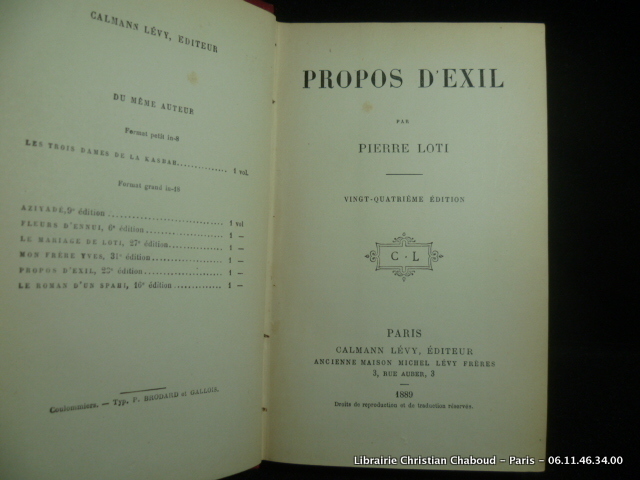 CALMANN LÉVY, EDITEUR
DU MÊME AUTEUR
Format petit in-8
LES TROIS DAMES DE LA KASBAH.............. 1 vol.
Format grand in-18
AZIYADÉ, 9e édition ........................... 1 vol
FLEURS D'ENNUI, 6e édition .................. 1 —
LE MARIAGE DE LOTI, 27e édition............. 1 —
MON FRÈRE YVES, 31e édition ................ 1 —
PROPOS D'EXIL, 25e édition .................. 1 —
LE ROMAN D'UN SPAHI, 16e édition ........... 1 —
Coulommiers. — Typ. P. BRODARD et GALLOIS.
PROPOS D'EXIL
PAR
PIERRE LOTI
VINGT-QUATRIÉME ÉDITION
C · L
PARIS
CALMANN LÉVY, ÉDITEUR
ANCIENNE MAISON MICHEL LÉVY FRÈRES
3, RUE AUBER, 3
1889
Droits de reproduction et de traduction réservés.
Librairie Christian Chaboud - Paris - 06.11.46.34.00